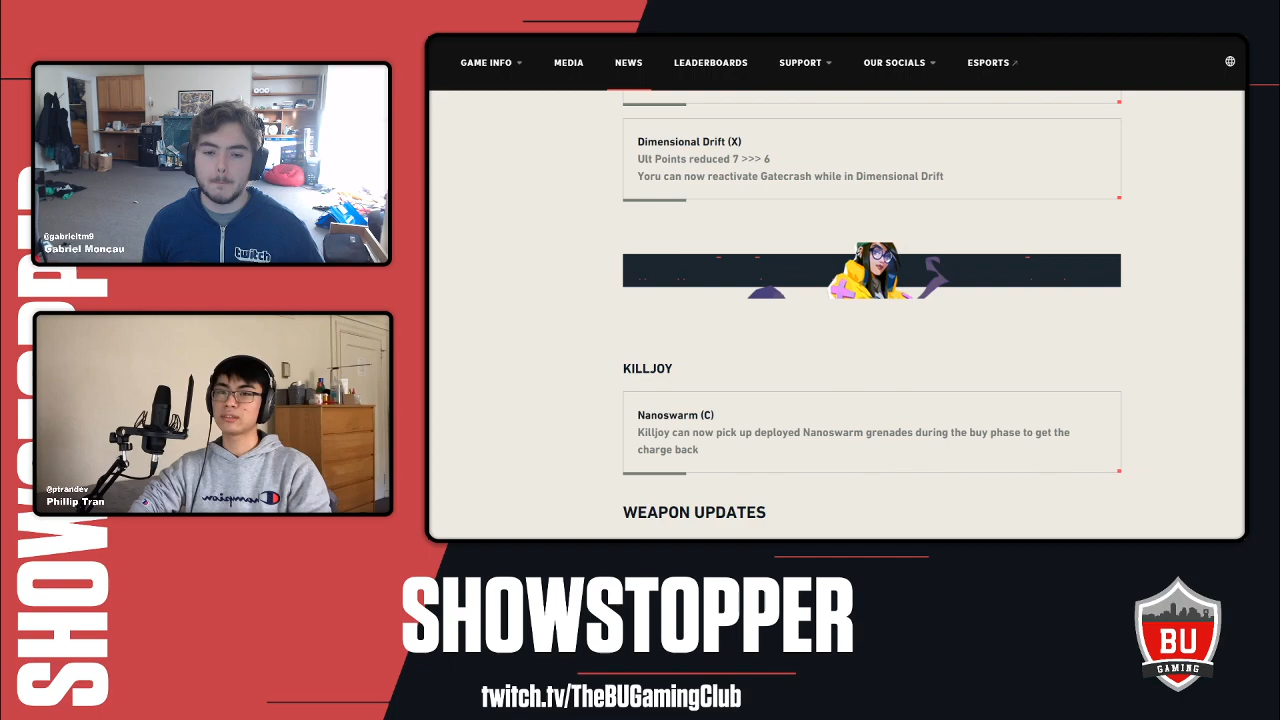 GAME INFO MEDIA NEWS LEADERBOARDS SUPPORT OUR SOCIALS ESPORTS
Dimensional Drift (X)
Ult Points reduced 7 >>> 6
Yoru can now reactivate Gatecrash while in Dimensional Drift
KILLJOY
Nanoswarm (C)
Killjoy can now pick up deployed Nanoswarm grenades during the buy phase to get the
charge back
WEAPON UPDATES
twitch
@gabrieltm9
Gabriel Moncau
Champion
@ptrandev
Phillip Tran
SHOWSTOPPER
SHOWSTOPPER
twitch.tv/TheBUGamingClub
BU
GAMING